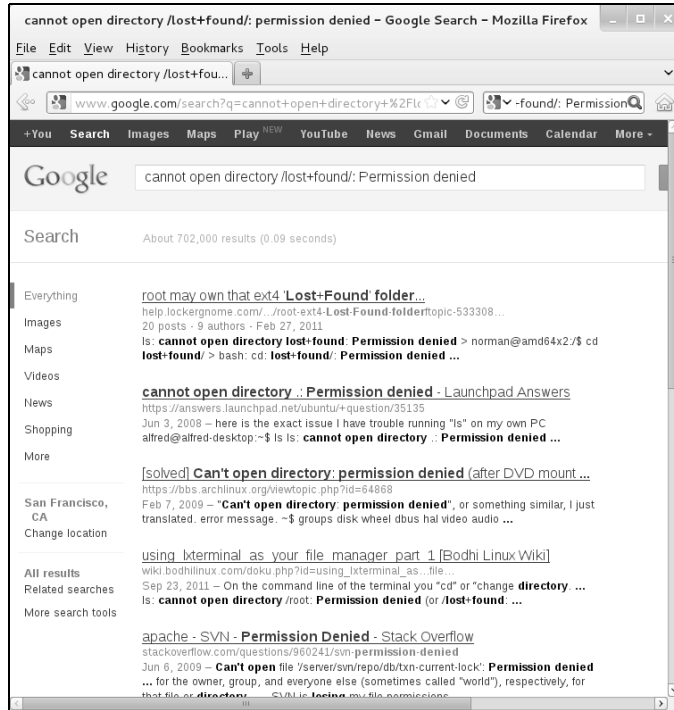 cannot open directory /lost+found/: permission denied – Google Search – Mozilla Firefox
File Edit View History Bookmarks Tools Help
cannot open directory /lost+fou...
www.google.com/search?q=cannot+open+directory+%2Flc
-found/: Permission
+You Search Images Maps Play NEW YouTube News Gmail Documents Calendar More
Google
cannot open directory /lost+found/: Permission denied
Search
About 702,000 results (0.09 seconds)
Everything
Images
Maps
Videos
News
Shopping
More
San Francisco, CA
Change location
All results
Related searches
More search tools
root may own that ext4 'Lost+Found' folder...
help.lockergnome.com/.../root-ext4-Lost-Found-folderftopic-533308...
20 posts - 9 authors - Feb 27, 2011
ls: cannot open directory lost+found: Permission denied > norman@amd64x2:/$ cd
lost+found/ > bash: cd: lost+found/: Permission denied ...
cannot open directory .: Permission denied - Launchpad Answers
https://answers.launchpad.net/ubuntu/+question/35135
Jun 3, 2008 – here is the exact issue I have trouble running "ls" on my own PC
alfred@alfred-desktop:~$ ls ls: cannot open directory .: Permission denied ...
[solved] Can't open directory: permission denied (after DVD mount ...
https://bbs.archlinux.org/viewtopic.php?id=64868
Feb 7, 2009 – "Can't open directory: permission denied", or something similar, I just
translated. error message. ~$ groups disk wheel dbus hal video audio ...
using_lxterminal_as_your_file_manager_part_1 [Bodhi Linux Wiki]
wiki.bodhilinux.com/doku.php?id=using_lxterminal_as...file...
Sep 23, 2011 – On the command line of the terminal you "cd" or "change directory. ...
ls: cannot open directory /root: Permission denied (or /lost+found: ...
apache - SVN - Permission Denied - Stack Overflow
stackoverflow.com/questions/960241/svn-permission-denied
Jun 6, 2009 – Can't open file '/server/svn/repo/db/txn-current-lock': Permission denied
... for the owner, group, and everyone else (sometimes called "world"), respectively, for
that file or directory. ... SVN is losing my file permissions